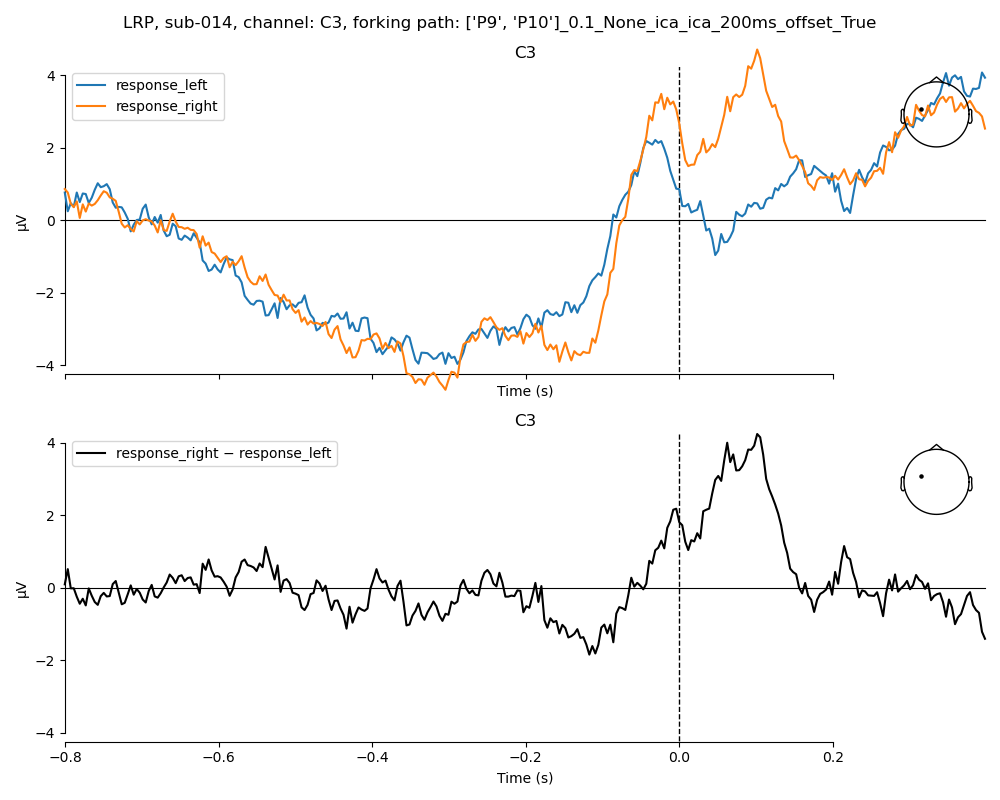 LRP, sub-014, channel: C3, forking path: ['P9', 'P10']_0.1_None_ica_ica_200ms_offset_True
C3
response_left
response_right
4
2
0
−2
−4
µV
Time (s)
C3
response_right − response_left
4
2
0
−2
−4
µV
−0.8
−0.6
−0.4
−0.2
0.0
0.2
Time (s)